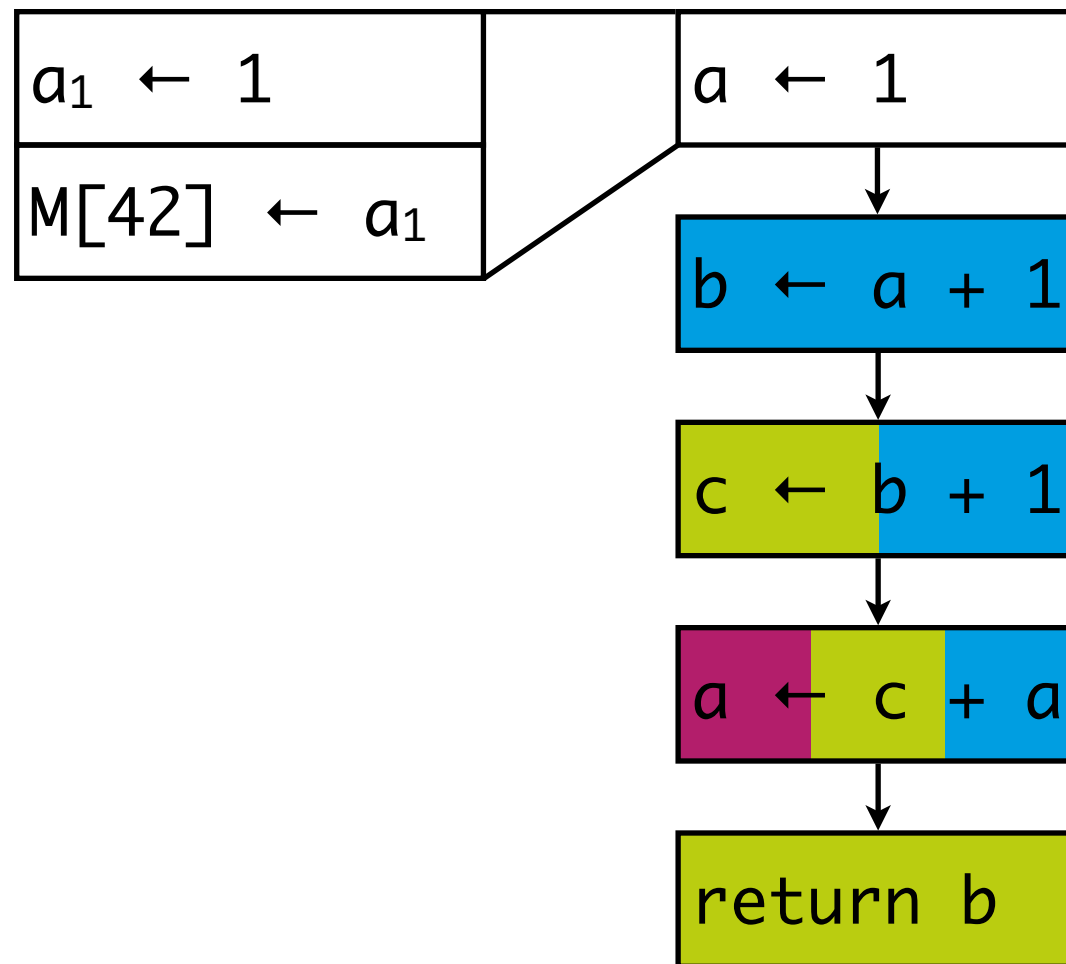 a₁ ← 1
M[42] ← a₁
a ← 1
b ← a + 1
c ← b + 1
a ← c + a
return b